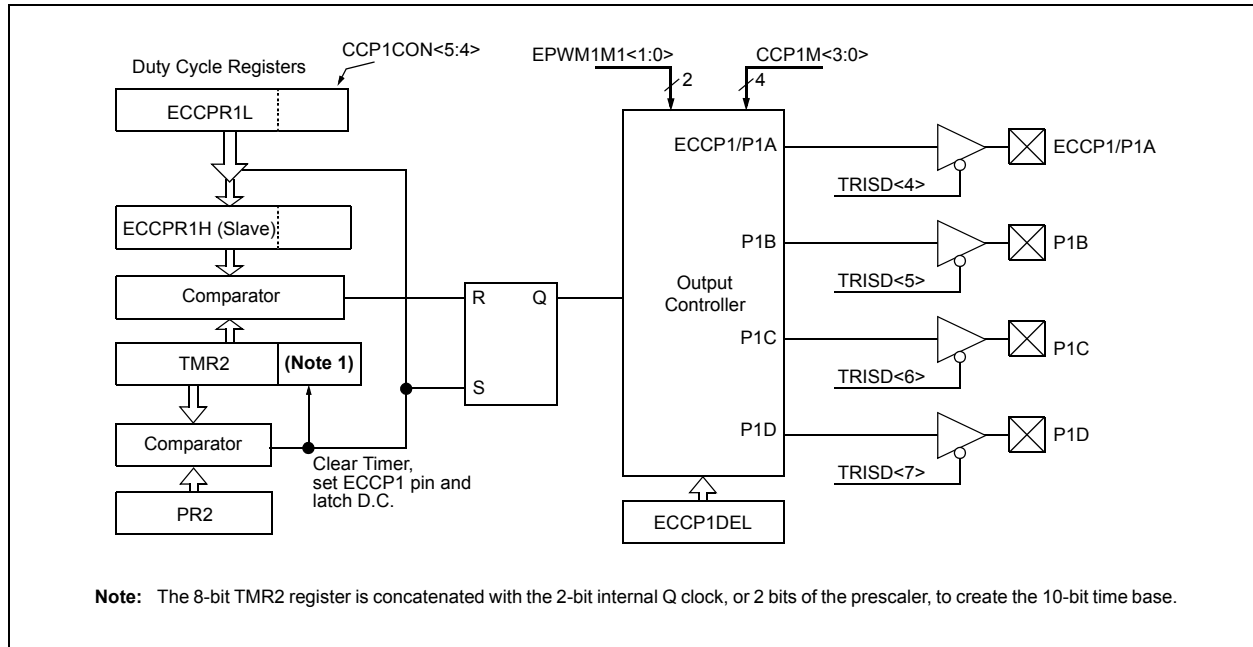 CCP1CON<5:4>
Duty Cycle Registers
ECCPR1L
ECCPR1H (Slave)
Comparator
TMR2
(Note 1)
Comparator
PR2
Clear Timer,
set ECCP1 pin and
latch D.C.
R
Q
S
EPWM1M1<1:0>
2
CCP1M<3:0>
4
Output
Controller
ECCP1/P1A
P1B
P1C
P1D
ECCP1DEL
TRISD<4>
ECCP1/P1A
TRISD<5>
P1B
TRISD<6>
P1C
TRISD<7>
P1D
Note: The 8-bit TMR2 register is concatenated with the 2-bit internal Q clock, or 2 bits of the prescaler, to create the 10-bit time base.